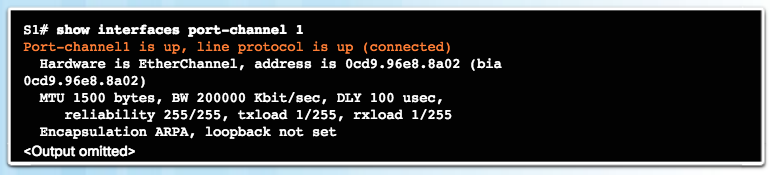 S1# show interfaces port-channel 1
Port-channel1 is up, line protocol is up (connected)
Hardware is EtherChannel, address is 0cd9.96e8.8a02 (bia
0cd9.96e8.8a02)
MTU 1500 bytes, BW 200000 Kbit/sec, DLY 100 usec,
reliability 255/255, txload 1/255, rxload 1/255
Encapsulation ARPA, loopback not set
<Output omitted>